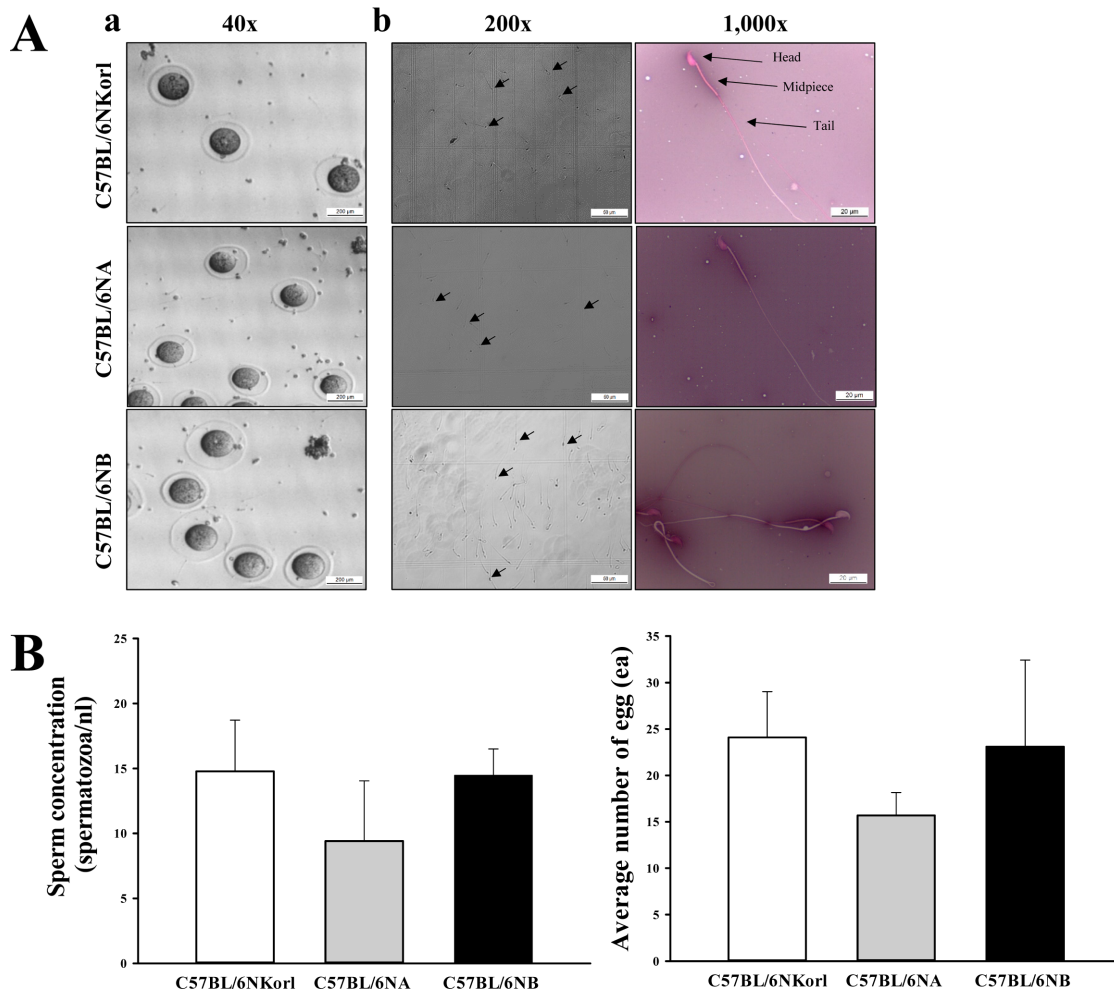 A
a
40x
b
200x
1,000x
C57BL/6NKorl
200 µm
Head
Midpiece
Tail
20 µm
C57BL/6NA
200 µm
20 µm
C57BL/6NB
200 µm
20 µm
B
Sperm concentration
(spermatozoa/nl)
25
20
15
10
5
0
C57BL/6NKorl C57BL/6NA C57BL/6NB
Average number of egg (ea)
35
30
25
20
15
10
5
0
C57BL/6NKorl C57BL/6NA C57BL/6NB